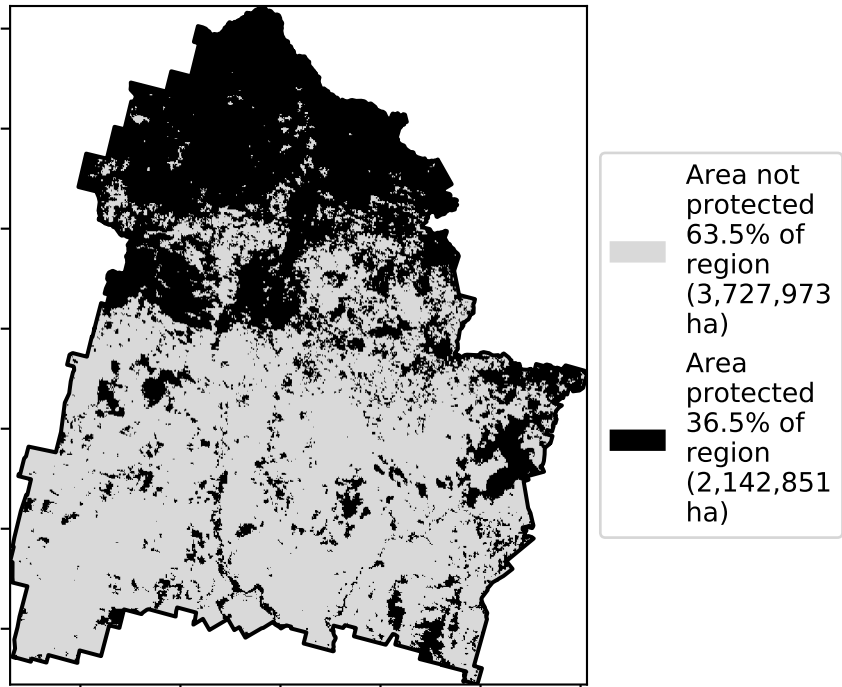 Area not
protected
63.5% of
region
(3,727,973
ha)
Area
protected
36.5% of
region
(2,142,851
ha)